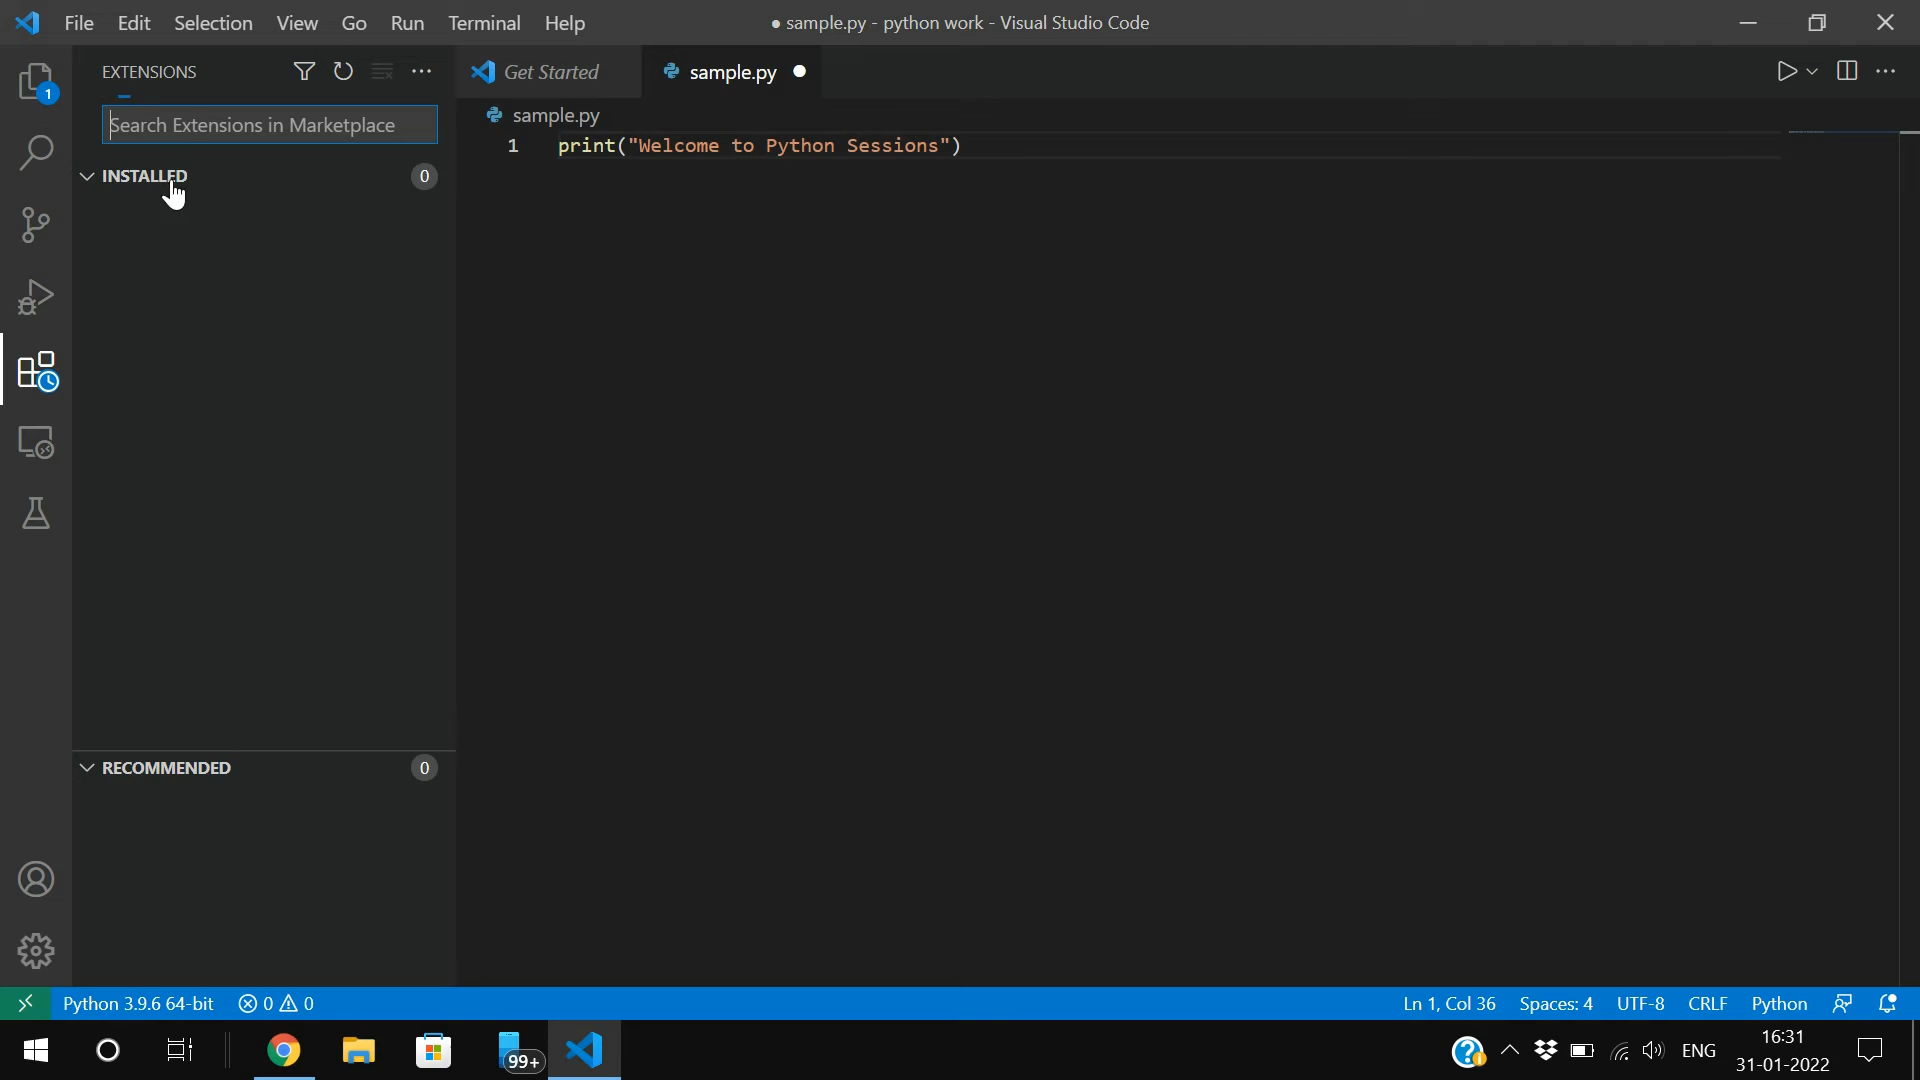 File Edit Selection View Go Run Terminal Help
● sample.py - python work - Visual Studio Code
EXTENSIONS
Get Started
sample.py
1
Search Extensions in Marketplace
sample.py
1 print("Welcome to Python Sessions")
INSTALLED 0
RECOMMENDED 0
Python 3.9.6 64-bit 0 0
Ln 1, Col 36 Spaces: 4 UTF-8 CRLF Python
99+
ENG
16:31
31-01-2022